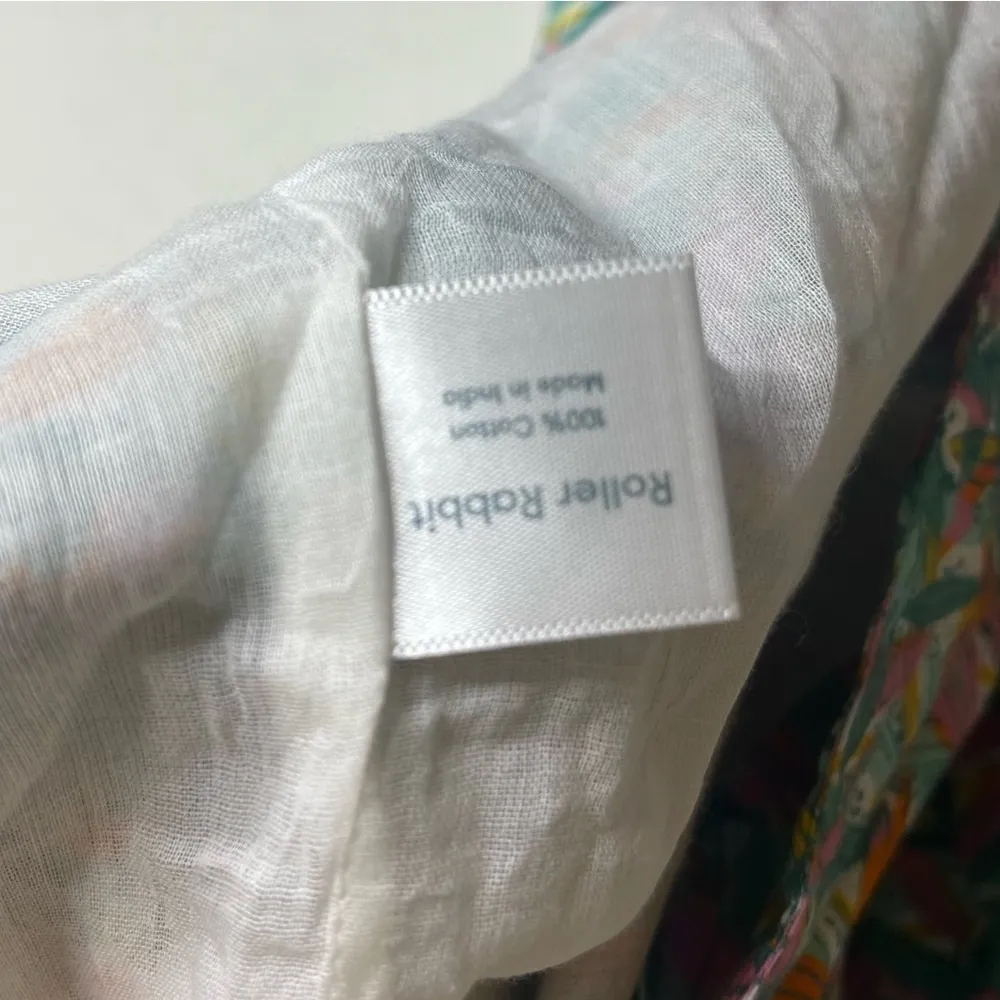 Roller Rabbit
100% Cotton
Made in India